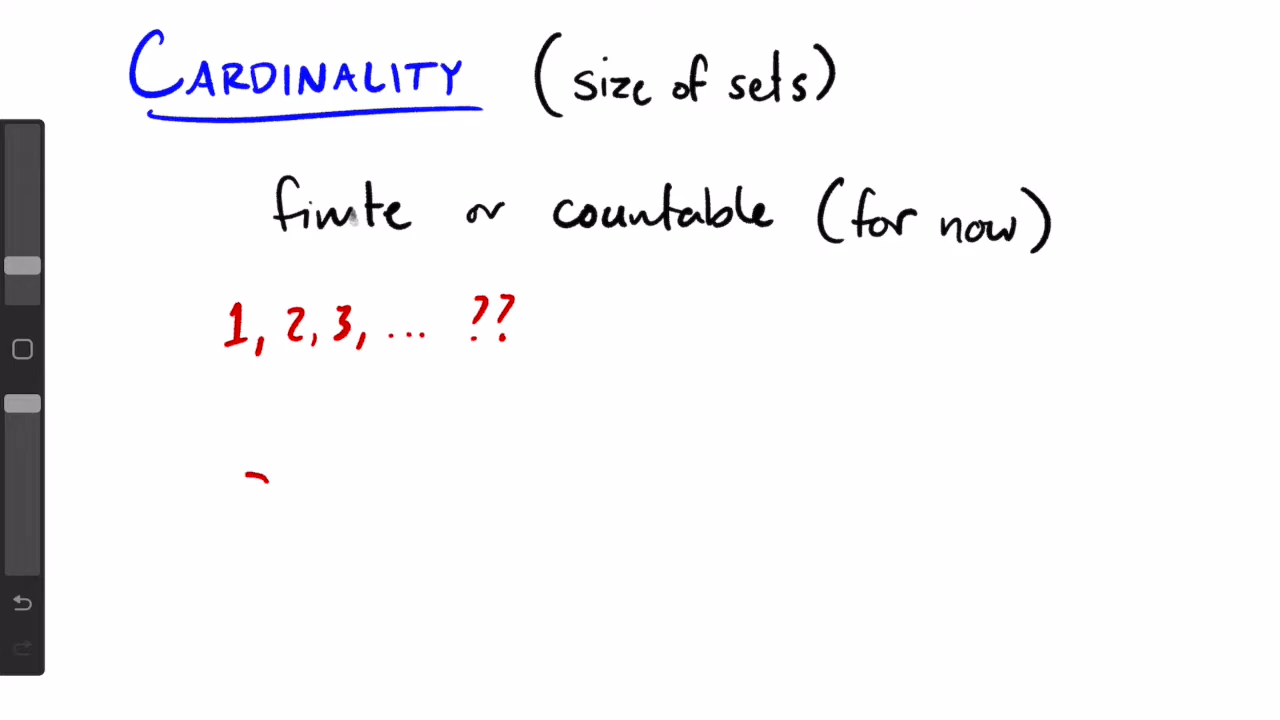 CARDINALITY (size of sets)
finite or countable (for now)
1, 2, 3, ... ??